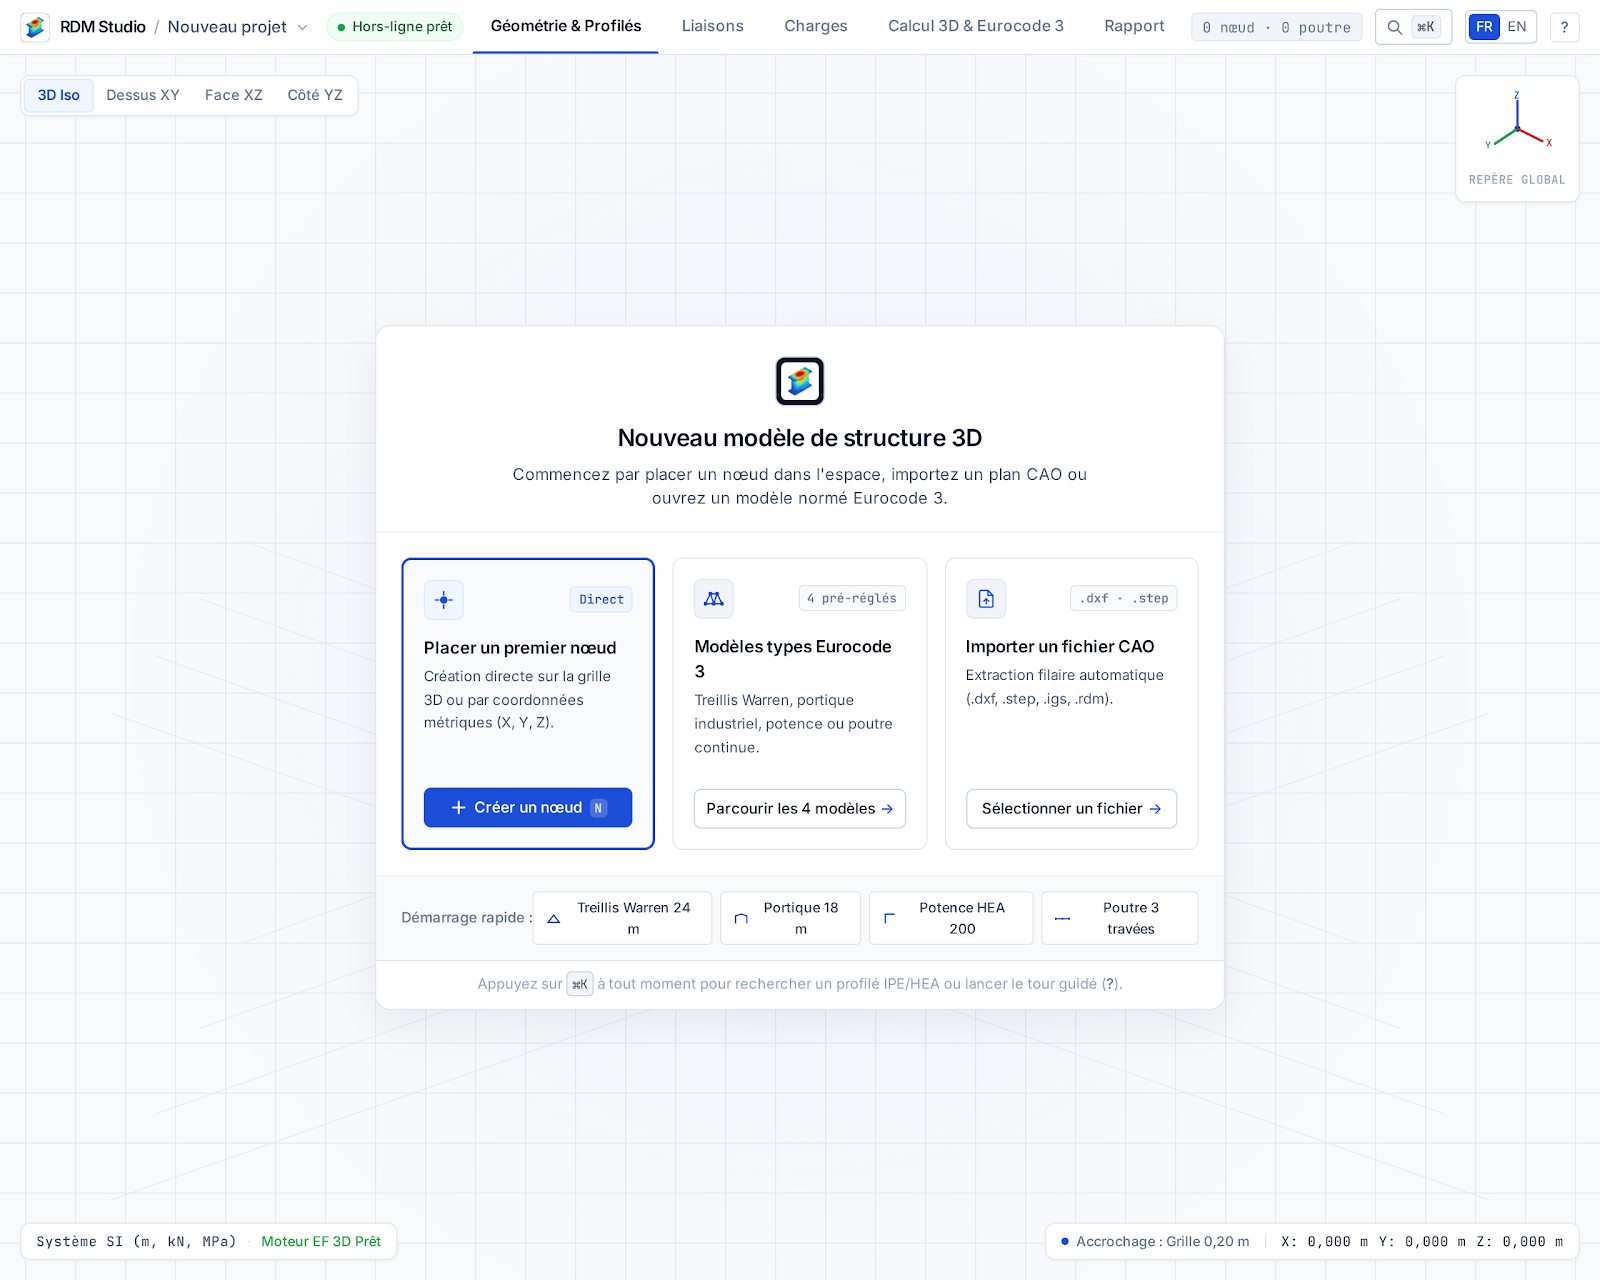 RDM Studio / Nouveau projet
Hors-ligne prêt
Géométrie & Profilés
Liaisons
Charges
Calcul 3D & Eurocode 3
Rapport
0 nœud · 0 poutre
⌘K
FR EN
?
3D Iso
Dessus XY
Face XZ
Côté YZ
Z
Y
X
REPÈRE GLOBAL
Nouveau modèle de structure 3D
Commencez par placer un nœud dans l'espace, importez un plan CAO ou
ouvrez un modèle normé Eurocode 3.
Direct
Placer un premier nœud
Création directe sur la grille
3D ou par coordonnées
métriques (X, Y, Z).
+ Créer un nœud N
4 pré-réglés
Modèles types Eurocode
3
Treillis Warren, portique
industriel, potence ou poutre
continue.
Parcourir les 4 modèles →
.dxf · .step
Importer un fichier CAO
Extraction filaire automatique
(.dxf, .step, .igs, .rdm).
Sélectionner un fichier →
Démarrage rapide :
Treillis Warren 24
m
Portique 18
m
Potence HEA
200
Poutre 3
travées
Appuyez sur ⌘K à tout moment pour rechercher un profilé IPE/HEA ou lancer le tour guidé (?).
Système SI (m, kN, MPa) · Moteur EF 3D Prêt
Accrochage : Grille 0,20 m
X: 0,000 m Y: 0,000 m Z: 0,000 m